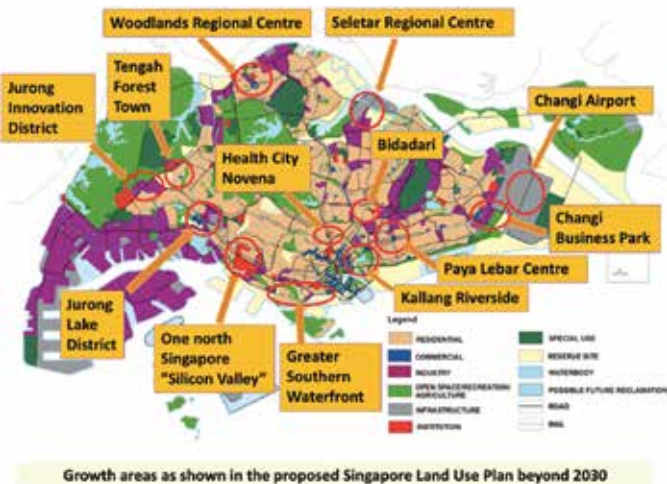 Woodlands Regional Centre
Seletar Regional Centre
Jurong
Innovation
District
Tengah
Forest
Town
Changi Airport
Health City
Novena
Bidadari
Changi
Business Park
Paya Lebar Centre
Kallang Riverside
Jurong
Lake
District
One north
Singapore
"Silicon Valley"
Greater
Southern
Waterfront
Legend
RESIDENTIAL
COMMERCIAL
INDUSTRY
OPEN SPACE/RECREATION/
AGRICULTURE
INFRASTRUCTURE
INSTITUTION
SPECIAL USE
RESERVE SITE
WATERBODY
POSSIBLE FUTURE RECLAMATION
ROAD
Growth areas as shown in the proposed Singapore Land Use Plan beyond 2030